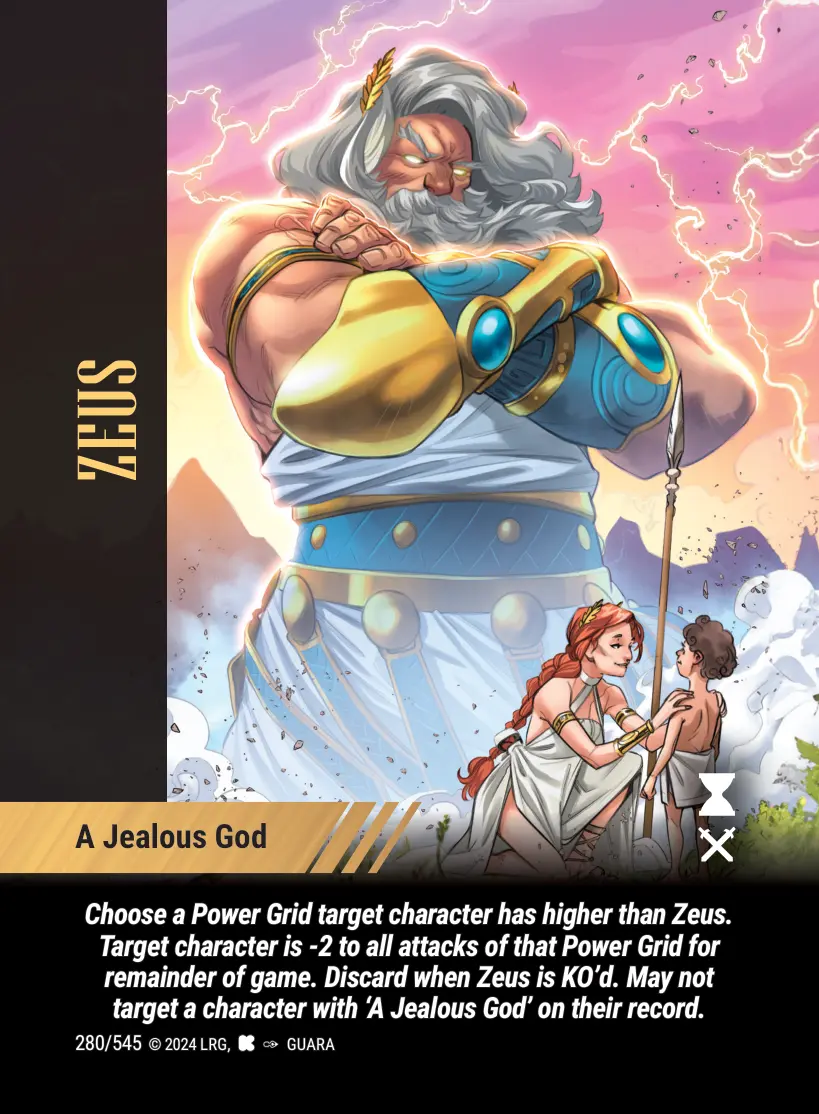 ZEUS
A Jealous God
Choose a Power Grid target character has higher than Zeus.
Target character is -2 to all attacks of that Power Grid for
remainder of game. Discard when Zeus is KO’d. May not
target a character with ‘A Jealous God’ on their record.
280/545 © 2024 LRG, GUARA